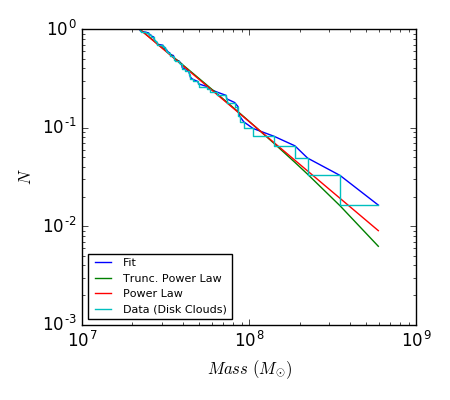 10^0
10^-1
10^-2
10^-3
N
Fit
Trunc. Power Law
Power Law
Data (Disk Clouds)
10^7
10^8
10^9
Mass (M_⊙)